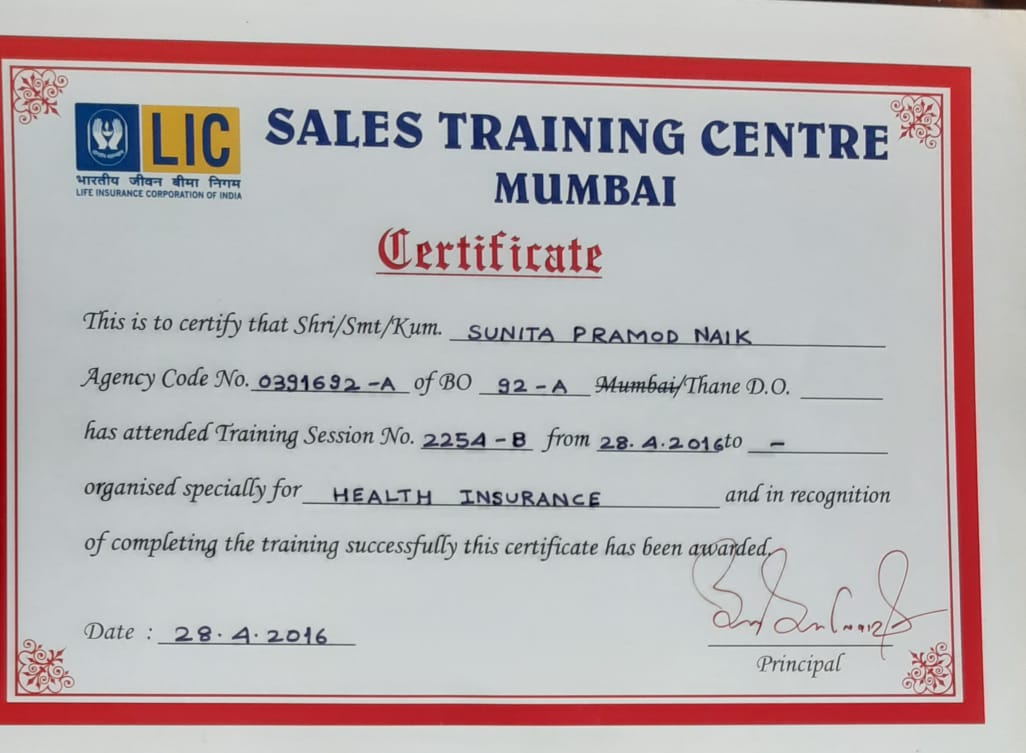 LIC
भारतीय जीवन बीमा निगम
LIFE INSURANCE CORPORATION OF INDIA
SALES TRAINING CENTRE
MUMBAI
Certificate
This is to certify that Shri/Smt/Kum. SUNITA PRAMOD NAIK
Agency Code No. 0391692-A of BO 92-A Mumbai/Thane D.O.
has attended Training Session No. 2254-B from 28.4.2016 to -
organised specially for HEALTH INSURANCE and in recognition
of completing the training successfully this certificate has been awarded.
Date : 28.4.2016
Principal